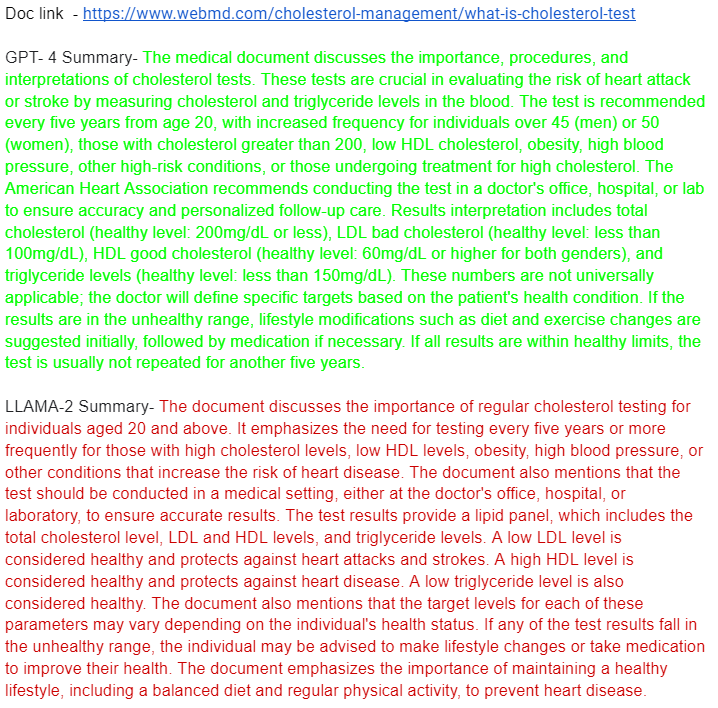 Doc link - https://www.webmd.com/cholesterol-management/what-is-cholesterol-test
GPT- 4 Summary- The medical document discusses the importance, procedures, and
interpretations of cholesterol tests. These tests are crucial in evaluating the risk of heart attack
or stroke by measuring cholesterol and triglyceride levels in the blood. The test is recommended
every five years from age 20, with increased frequency for individuals over 45 (men) or 50
(women), those with cholesterol greater than 200, low HDL cholesterol, obesity, high blood
pressure, other high-risk conditions, or those undergoing treatment for high cholesterol. The
American Heart Association recommends conducting the test in a doctor's office, hospital, or lab
to ensure accuracy and personalized follow-up care. Results interpretation includes total
cholesterol (healthy level: 200mg/dL or less), LDL bad cholesterol (healthy level: less than
100mg/dL), HDL good cholesterol (healthy level: 60mg/dL or higher for both genders), and
triglyceride levels (healthy level: less than 150mg/dL). These numbers are not universally
applicable; the doctor will define specific targets based on the patient's health condition. If the
results are in the unhealthy range, lifestyle modifications such as diet and exercise changes are
suggested initially, followed by medication if necessary. If all results are within healthy limits, the
test is usually not repeated for another five years.
LLAMA-2 Summary- The document discusses the importance of regular cholesterol testing for
individuals aged 20 and above. It emphasizes the need for testing every five years or more
frequently for those with high cholesterol levels, low HDL levels, obesity, high blood pressure, or
other conditions that increase the risk of heart disease. The document also mentions that the
test should be conducted in a medical setting, either at the doctor's office, hospital, or
laboratory, to ensure accurate results. The test results provide a lipid panel, which includes the
total cholesterol level, LDL and HDL levels, and triglyceride levels. A low LDL level is
considered healthy and protects against heart attacks and strokes. A high HDL level is
considered healthy and protects against heart disease. A low triglyceride level is also
considered healthy. The document also mentions that the target levels for each of these
parameters may vary depending on the individual's health status. If any of the test results fall in
the unhealthy range, the individual may be advised to make lifestyle changes or take medication
to improve their health. The document emphasizes the importance of maintaining a healthy
lifestyle, including a balanced diet and regular physical activity, to prevent heart disease.